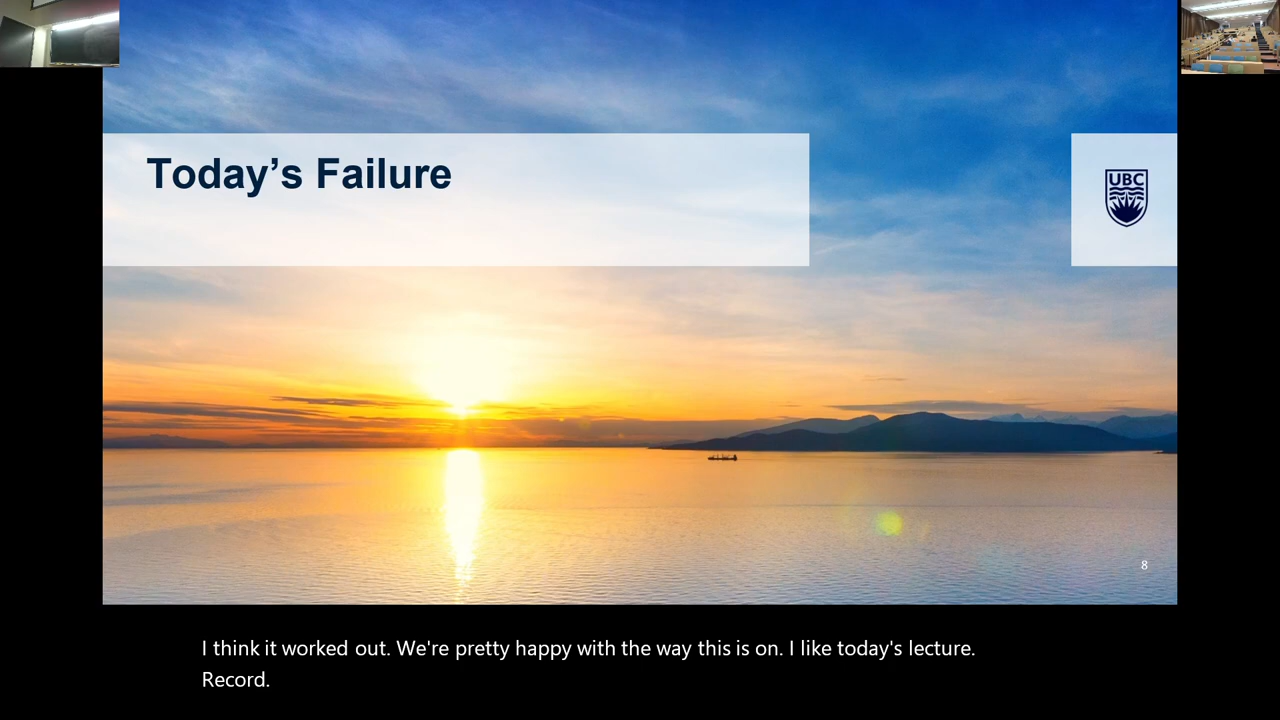 Today’s Failure
UBC
8
I think it worked out. We're pretty happy with the way this is on. I like today's lecture.
Record.